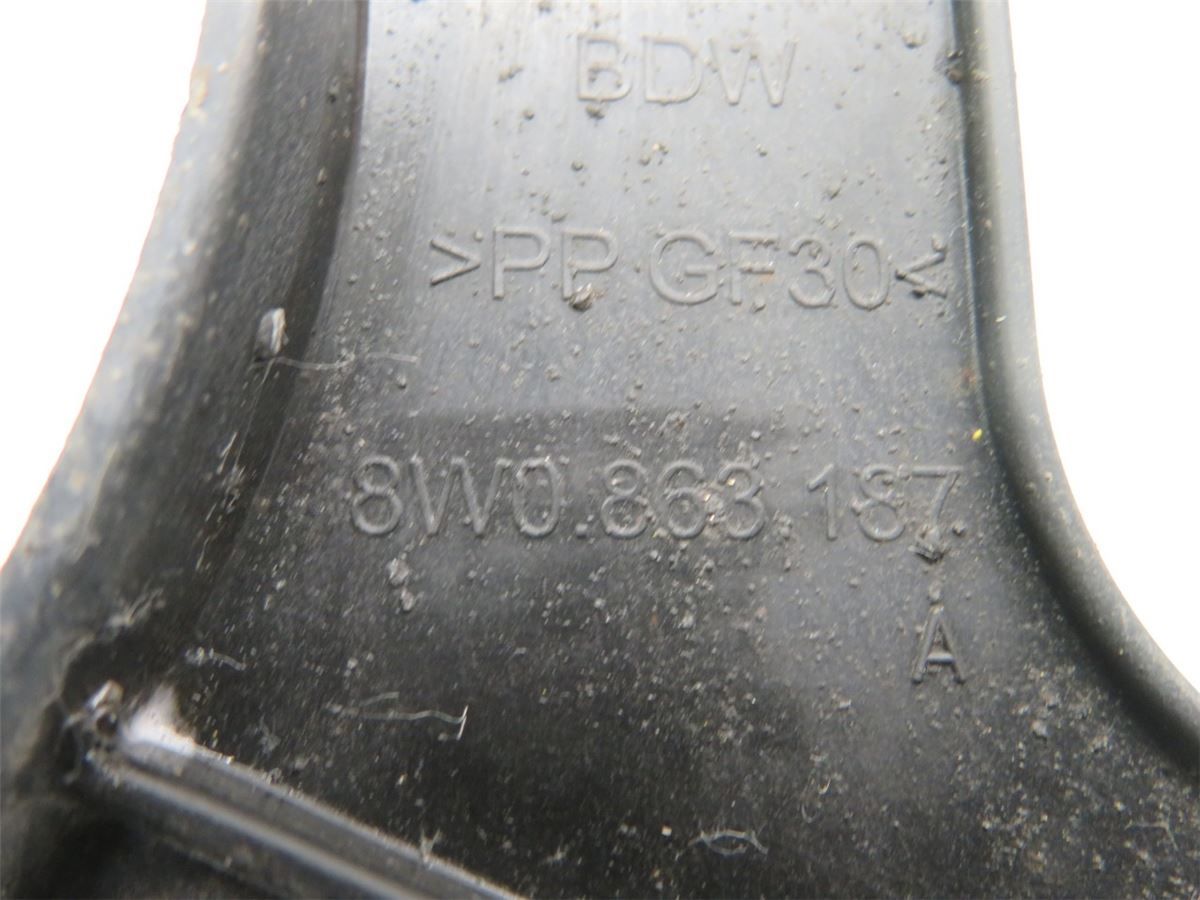 BDW
>PP GF30<
8W0.863.187.
A